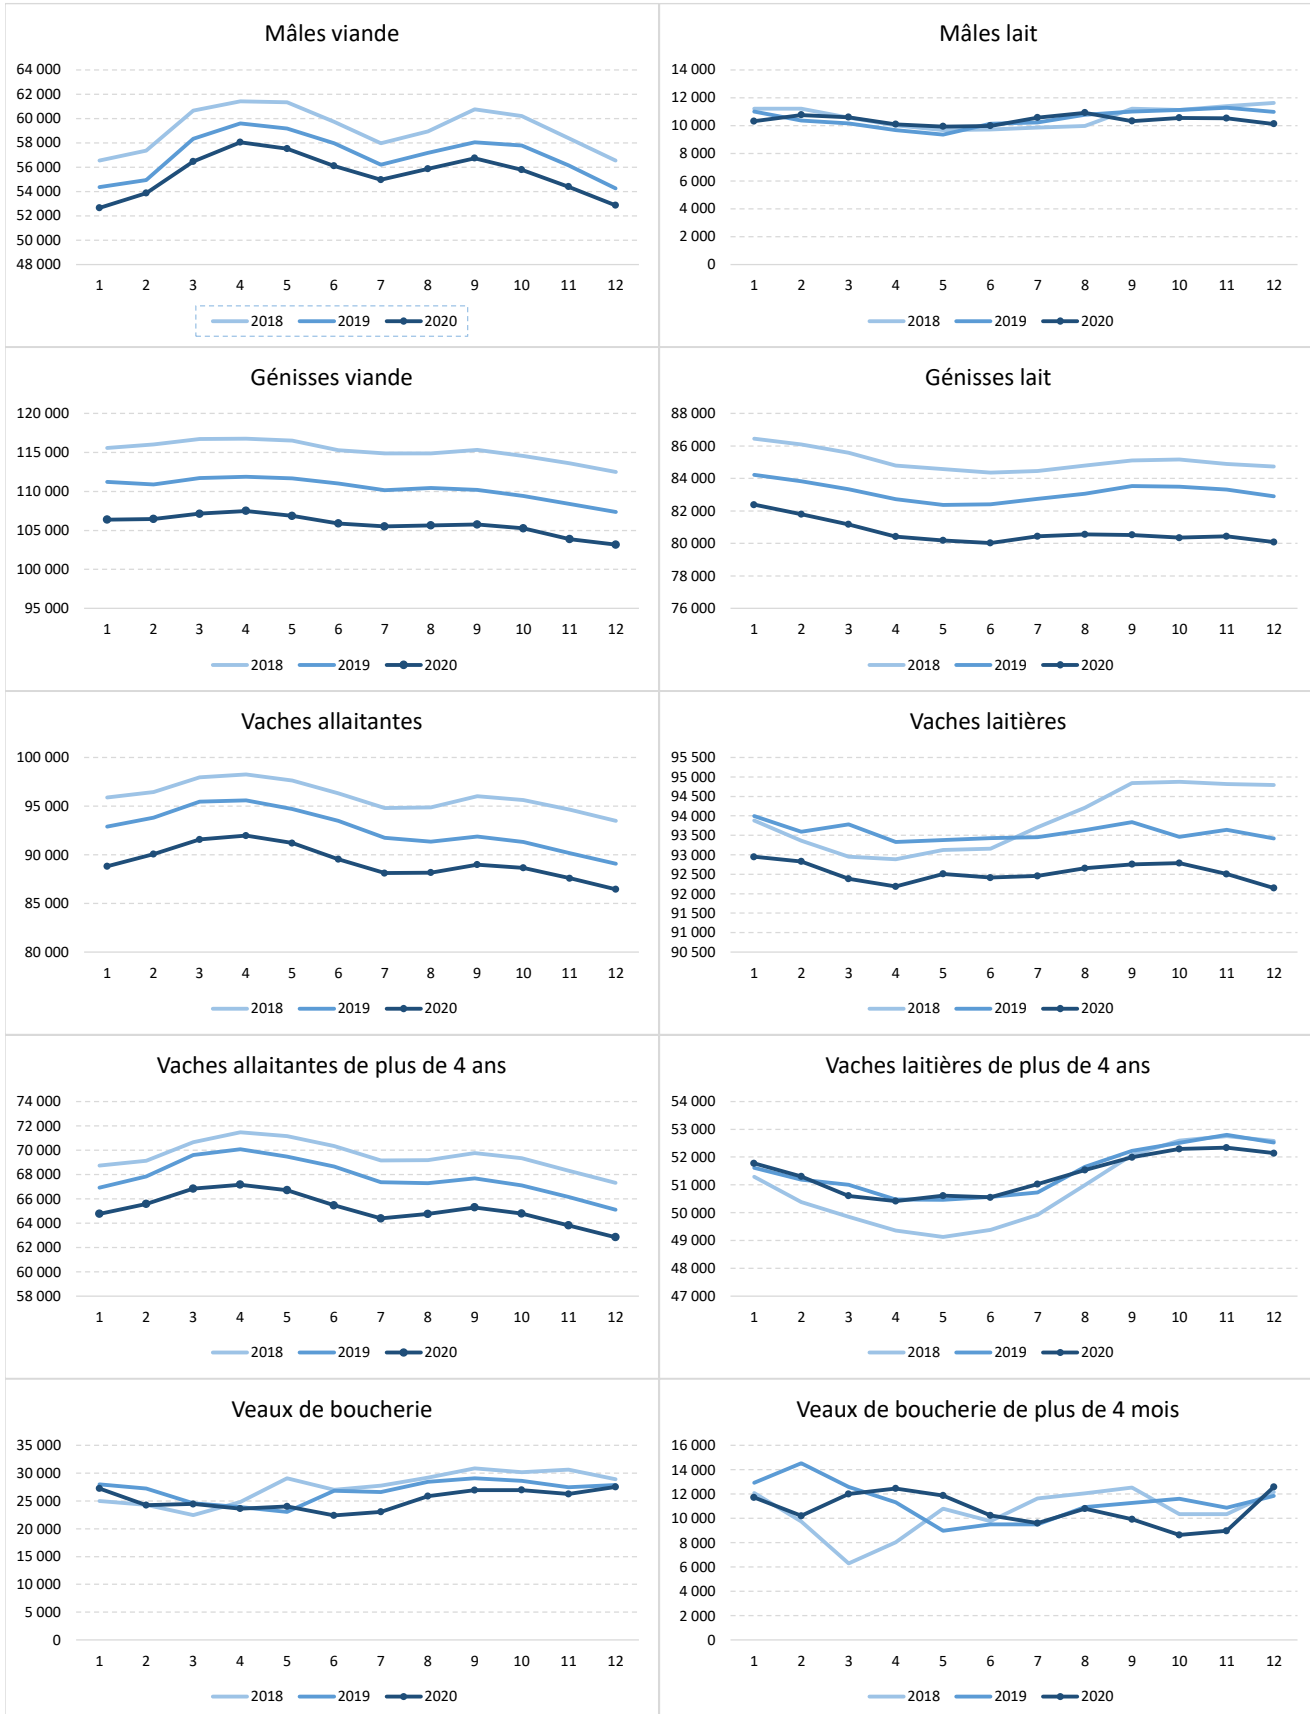 Mâles viande
64 000
62 000
60 000
58 000
56 000
54 000
52 000
50 000
48 000
1 2 3 4 5 6 7 8 9 10 11 12
2018 2019 2020
Mâles lait
14 000
12 000
10 000
8 000
6 000
4 000
2 000
0
1 2 3 4 5 6 7 8 9 10 11 12
2018 2019 2020
Génisses viande
120 000
115 000
110 000
105 000
100 000
95 000
1 2 3 4 5 6 7 8 9 10 11 12
2018 2019 2020
Génisses lait
88 000
86 000
84 000
82 000
80 000
78 000
76 000
1 2 3 4 5 6 7 8 9 10 11 12
2018 2019 2020
Vaches allaitantes
100 000
95 000
90 000
85 000
80 000
1 2 3 4 5 6 7 8 9 10 11 12
2018 2019 2020
Vaches laitières
95 500
95 000
94 500
94 000
93 500
93 000
92 500
92 000
91 500
91 000
90 500
1 2 3 4 5 6 7 8 9 10 11 12
2018 2019 2020
Vaches allaitantes de plus de 4 ans
74 000
72 000
70 000
68 000
66 000
64 000
62 000
60 000
58 000
1 2 3 4 5 6 7 8 9 10 11 12
2018 2019 2020
Vaches laitières de plus de 4 ans
54 000
53 000
52 000
51 000
50 000
49 000
48 000
47 000
1 2 3 4 5 6 7 8 9 10 11 12
2018 2019 2020
Veaux de boucherie
35 000
30 000
25 000
20 000
15 000
10 000
5 000
0
1 2 3 4 5 6 7 8 9 10 11 12
2018 2019 2020
Veaux de boucherie de plus de 4 mois
16 000
14 000
12 000
10 000
8 000
6 000
4 000
2 000
0
1 2 3 4 5 6 7 8 9 10 11 12
2018 2019 2020